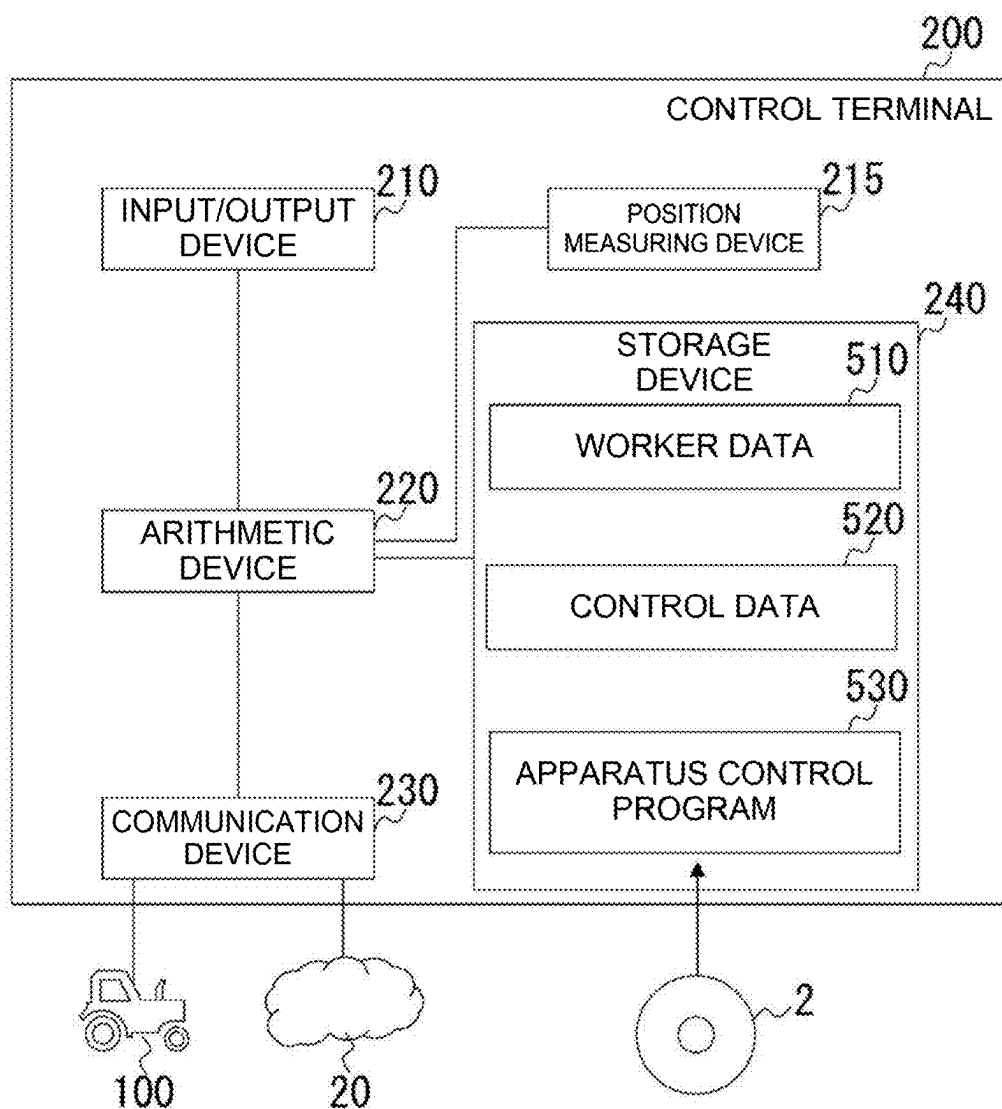 200
CONTROL TERMINAL
210
INPUT/OUTPUT
DEVICE
215
POSITION
MEASURING DEVICE
240
STORAGE
DEVICE
510
WORKER DATA
220
ARITHMETIC
DEVICE
520
CONTROL DATA
530
APPARATUS CONTROL
PROGRAM
230
COMMUNICATION
DEVICE
100
20
2